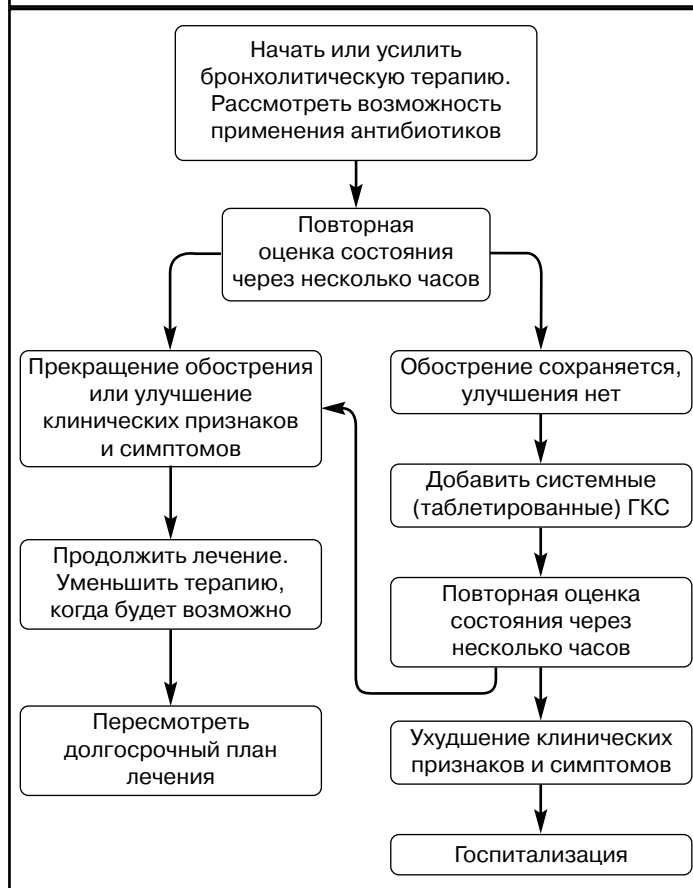 Начать или усилить
бронхолитическую терапию.
Рассмотреть возможность
применения антибиотиков
Повторная
оценка состояния
через несколько часов
Прекращение обострения
или улучшение
клинических признаков
и симптомов
Продолжить лечение.
Уменьшить терапию,
когда будет возможно
Пересмотреть
долгосрочный план
лечения
Обострение сохраняется,
улучшения нет
Добавить системные
(таблетированные) ГКС
Повторная оценка
состояния через
несколько часов
Ухудшение клинических
признаков и симптомов
Госпитализация